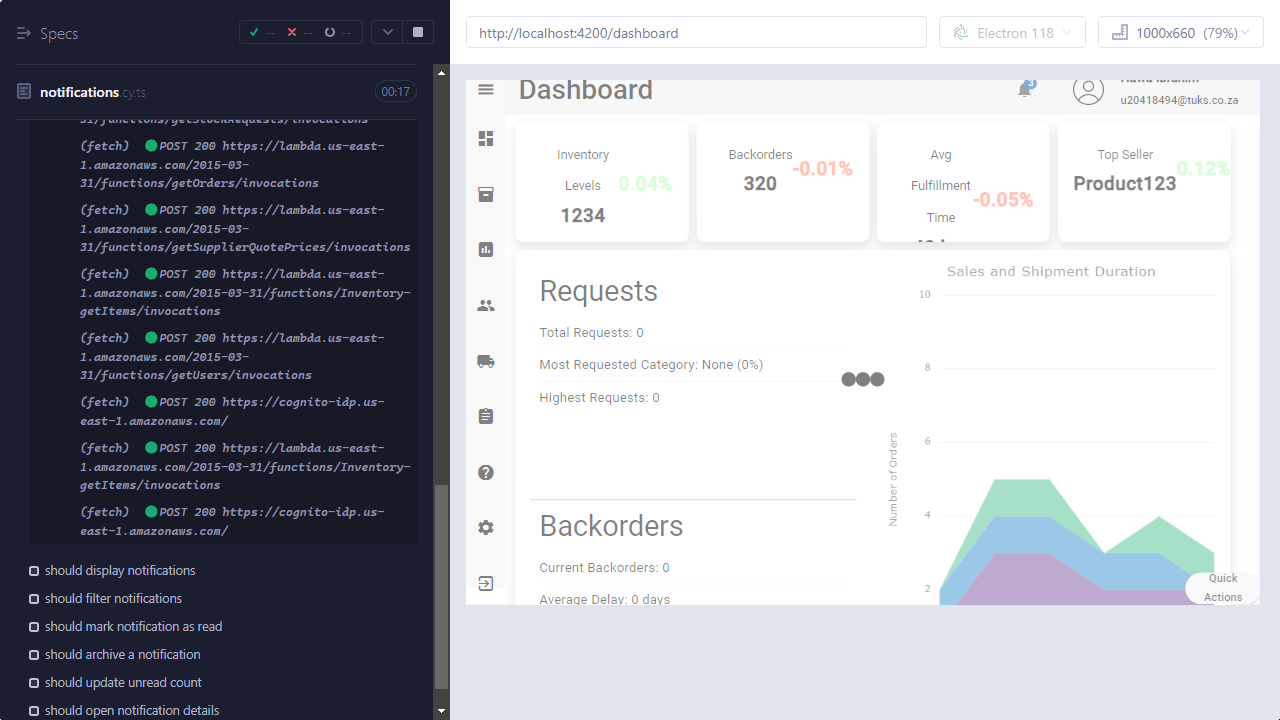 Specs
-- -- --
notifications.cy.ts
00:17
31/functions/getStockRequests/invocations
(fetch) POST 200 https://lambda.us-east-
1.amazonaws.com/2015-03-
31/functions/getOrders/invocations
(fetch) POST 200 https://lambda.us-east-
1.amazonaws.com/2015-03-
31/functions/getSupplierQuotePrices/invocations
(fetch) POST 200 https://lambda.us-east-
1.amazonaws.com/2015-03-31/functions/Inventory-
getItems/invocations
(fetch) POST 200 https://lambda.us-east-
1.amazonaws.com/2015-03-
31/functions/getUsers/invocations
(fetch) POST 200 https://cognito-idp.us-
east-1.amazonaws.com/
(fetch) POST 200 https://lambda.us-east-
1.amazonaws.com/2015-03-31/functions/Inventory-
getItems/invocations
(fetch) POST 200 https://cognito-idp.us-
east-1.amazonaws.com/
should display notifications
should filter notifications
should mark notification as read
should archive a notification
should update unread count
should open notification details
http://localhost:4200/dashboard
Electron 118
1000x660 (79%)
Dashboard
3
Hawa Ibrahim
u20418494@tuks.co.za
Inventory
Levels
1234
0.04%
Backorders
320
-0.01%
Avg
Fulfillment
Time
-0.05%
Top Seller
Product123
0.12%
Requests
Total Requests: 0
Most Requested Category: None (0%)
Highest Requests: 0
Backorders
Current Backorders: 0
Average Delay: 0 days
Sales and Shipment Duration
Number of Orders
10
8
6
4
2
Quick
Actions